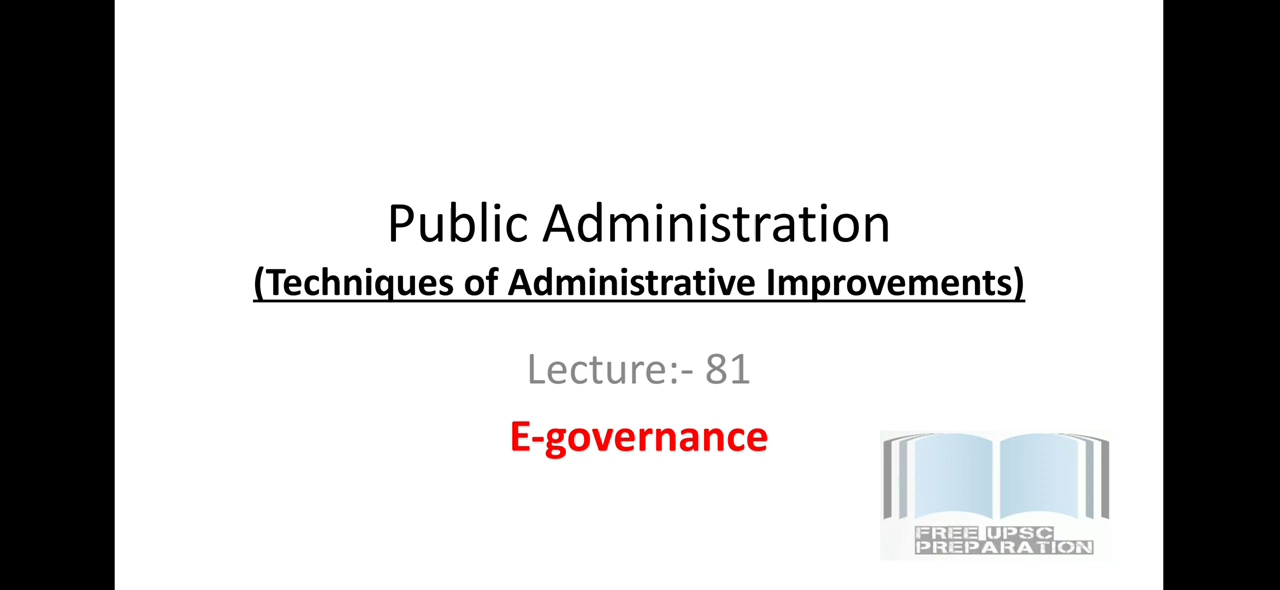 Public Administration
(Techniques of Administrative Improvements)
Lecture:- 81
E-governance
FREE UPSC
PREPARATION